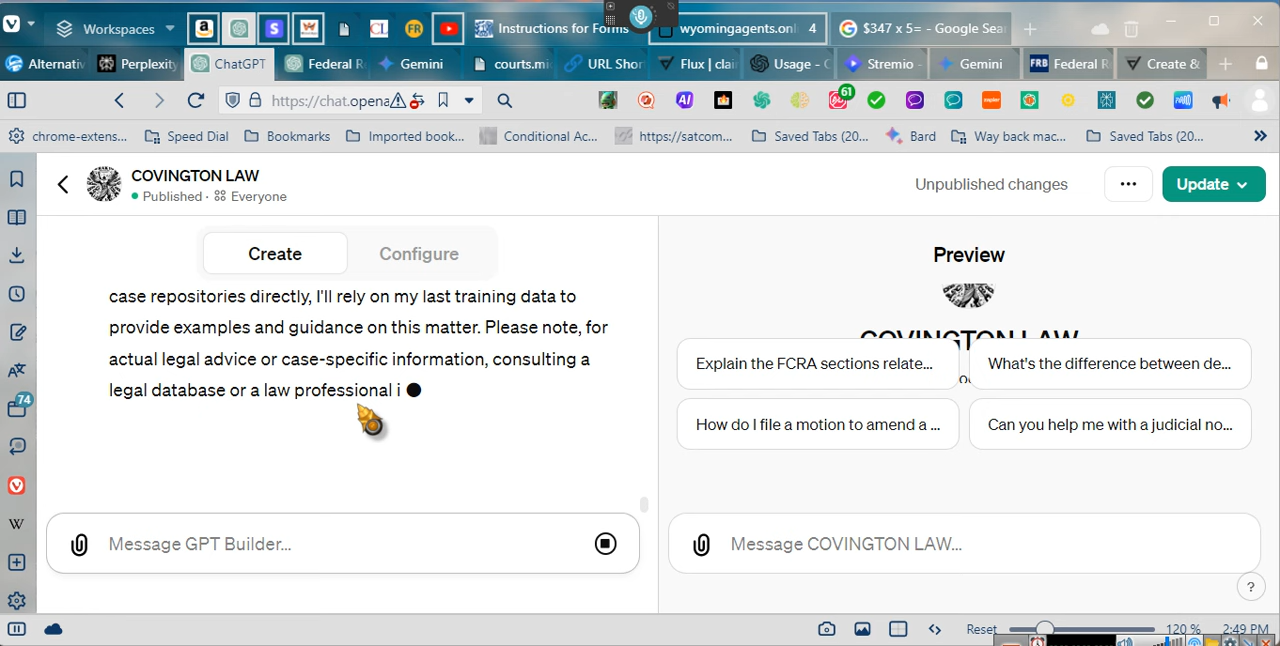 Workspaces
Instructions for Forms
wyomingagents.onl 4
$347 x 5= - Google Sear
Alternativ
Perplexity
ChatGPT
Federal R
Gemini
courts.mi
URL Shor
Flux | clai
Usage - C
Stremio -
Gemini
FRB Federal R
Create &
https://chat.opena
61
chrome-extens...
Speed Dial
Bookmarks
Imported book...
Conditional Ac...
https://satcom...
Saved Tabs (20...
Bard
Way back mac...
Saved Tabs (20...
COVINGTON LAW
Published · Everyone
Unpublished changes
Update
Create
Configure
Preview
case repositories directly, I'll rely on my last training data to
provide examples and guidance on this matter. Please note, for
actual legal advice or case-specific information, consulting a
legal database or a law professional i
COVINGTON LAW
Explain the FCRA sections relate...
What's the difference between de...
How do I file a motion to amend a ...
Can you help me with a judicial no...
74
Message GPT Builder...
Message COVINGTON LAW...
?
Reset
120 %
2:49 PM